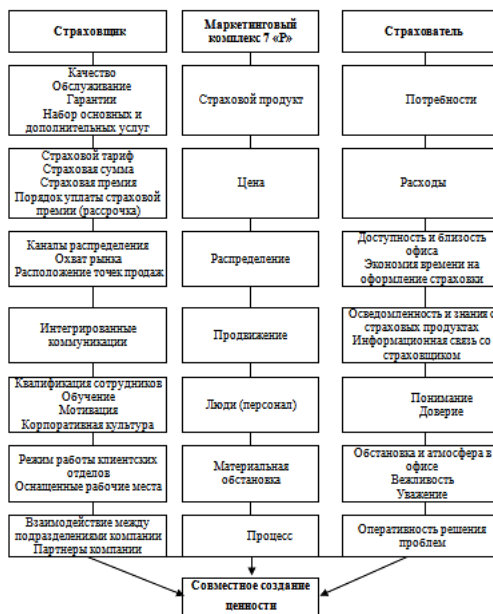 Страховщик
Маркетинговый
комплекс 7 «Р»
Страхователь
Качество
Обслуживание
Гарантии
Набор основных и
дополнительных услуг
Страховой продукт
Потребности
Страховой тариф
Страховая сумма
Страховая премия
Порядок уплаты страховой
премии (рассрочка)
Цена
Расходы
Каналы распределения
Охват рынка
Расположение точек продаж
Распределение
Доступность и близость
офиса
Экономия времени на
оформление страховки
Интегрированные
коммуникации
Продвижение
Осведомленность и знания о
страховых продуктах
Информационная связь со
страховщиком
Квалификация сотрудников
Обучение
Мотивация
Корпоративная культура
Люди (персонал)
Понимание
Доверие
Режим работы клиентских
отделов
Оснащенные рабочие места
Материальная
обстановка
Обстановка и атмосфера в
офисе
Вежливость
Уважение
Взаимодействие между
подразделениями компании
Партнеры компании
Процесс
Оперативность решения
проблем
Совместное создание
ценности